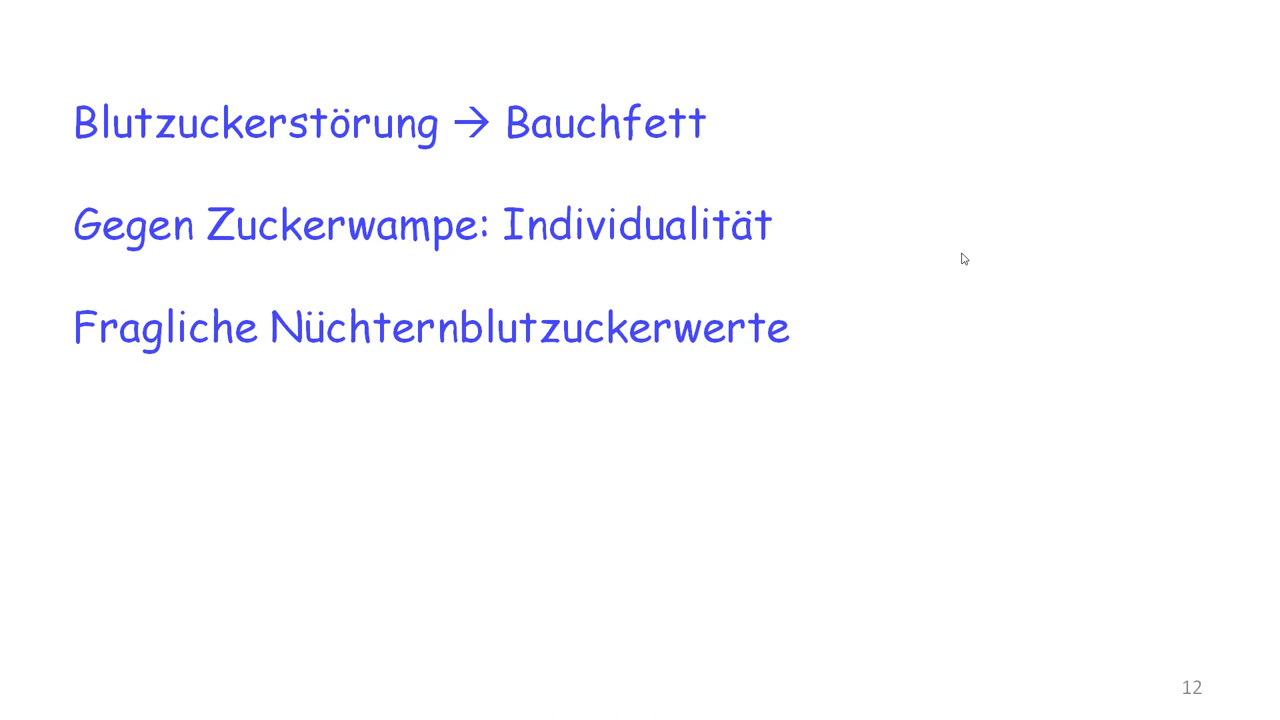 Blutzuckerstörung → Bauchfett
Gegen Zuckerwampe: Individualität
Fragliche Nüchternblutzuckerwerte
12